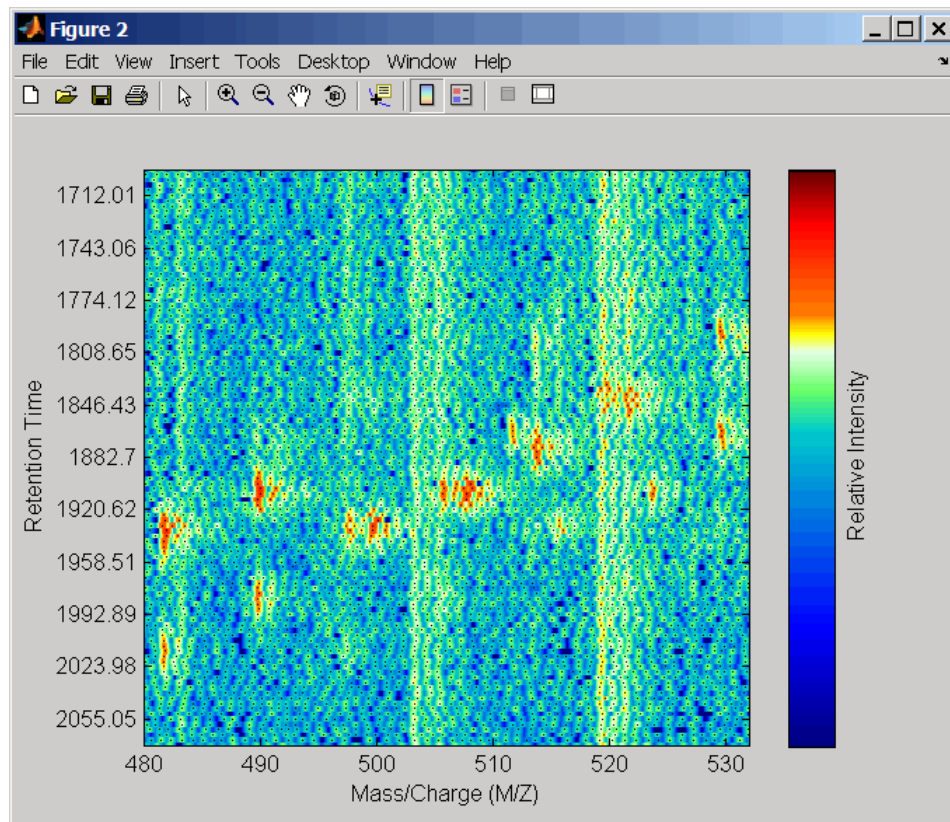 Figure 2
File Edit View Insert Tools Desktop Window Help
1712.01
1743.06
1774.12
1808.65
1846.43
1882.7
1920.62
1958.51
1992.89
2023.98
2055.05
Retention Time
480 490 500 510 520 530
Mass/Charge (M/Z)
Relative Intensity